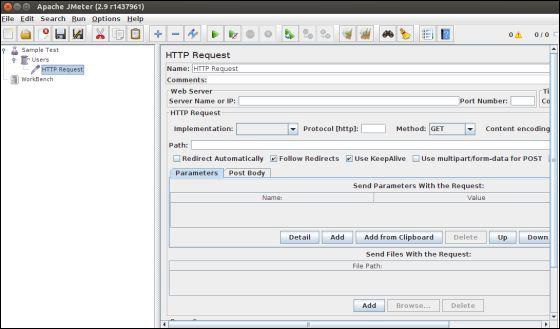 Apache JMeter (2.9 r1437961)
File Edit Search Run Options Help
0 0 / 0
Sample Test
Users
HTTP Request
WorkBench
HTTP Request
Name: HTTP Request
Comments:
Web Server
Server Name or IP: Port Number:
HTTP Request
Implementation: Protocol [http]: Method: GET Content encoding
Path:
Redirect Automatically Follow Redirects Use KeepAlive Use multipart/form-data for POST
Parameters Post Body
Send Parameters With the Request:
Name: Value
Detail Add Add from Clipboard Delete Up Down
Send Files With the Request:
File Path:
Add Browse... Delete